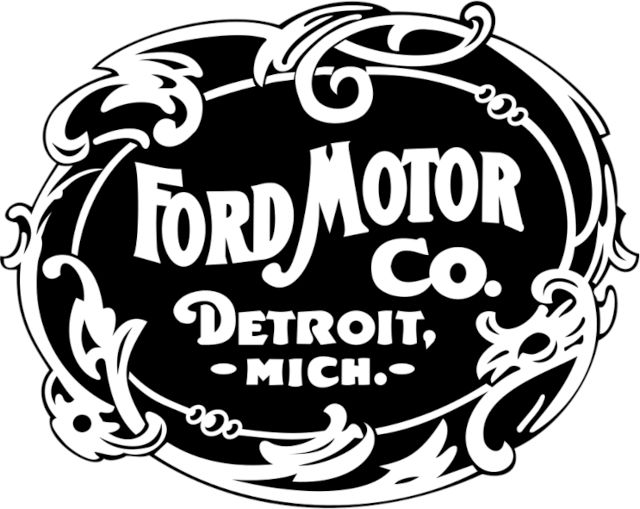 FORD MOTOR
CO.
DETROIT,
-MICH.-